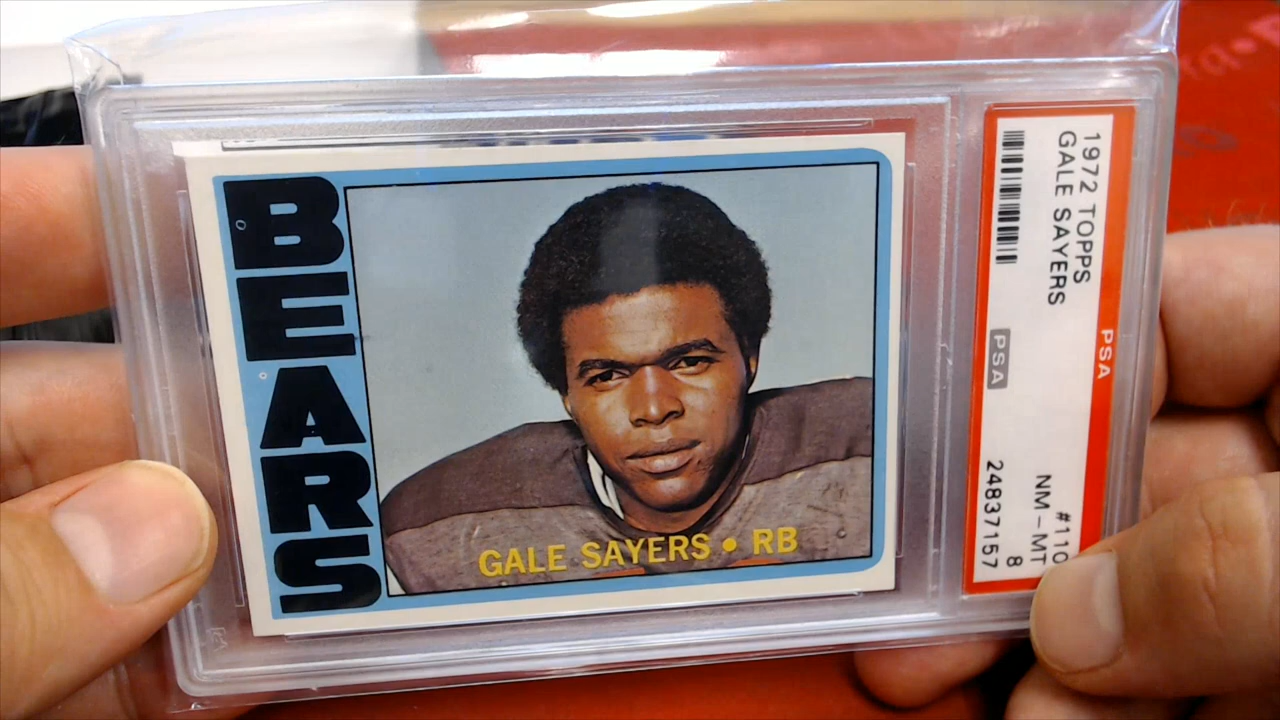 BEARS
GALE SAYERS • RB
1972 TOPPS
GALE SAYERS
#110
NM-MT
8
PSA
24837157
PSA